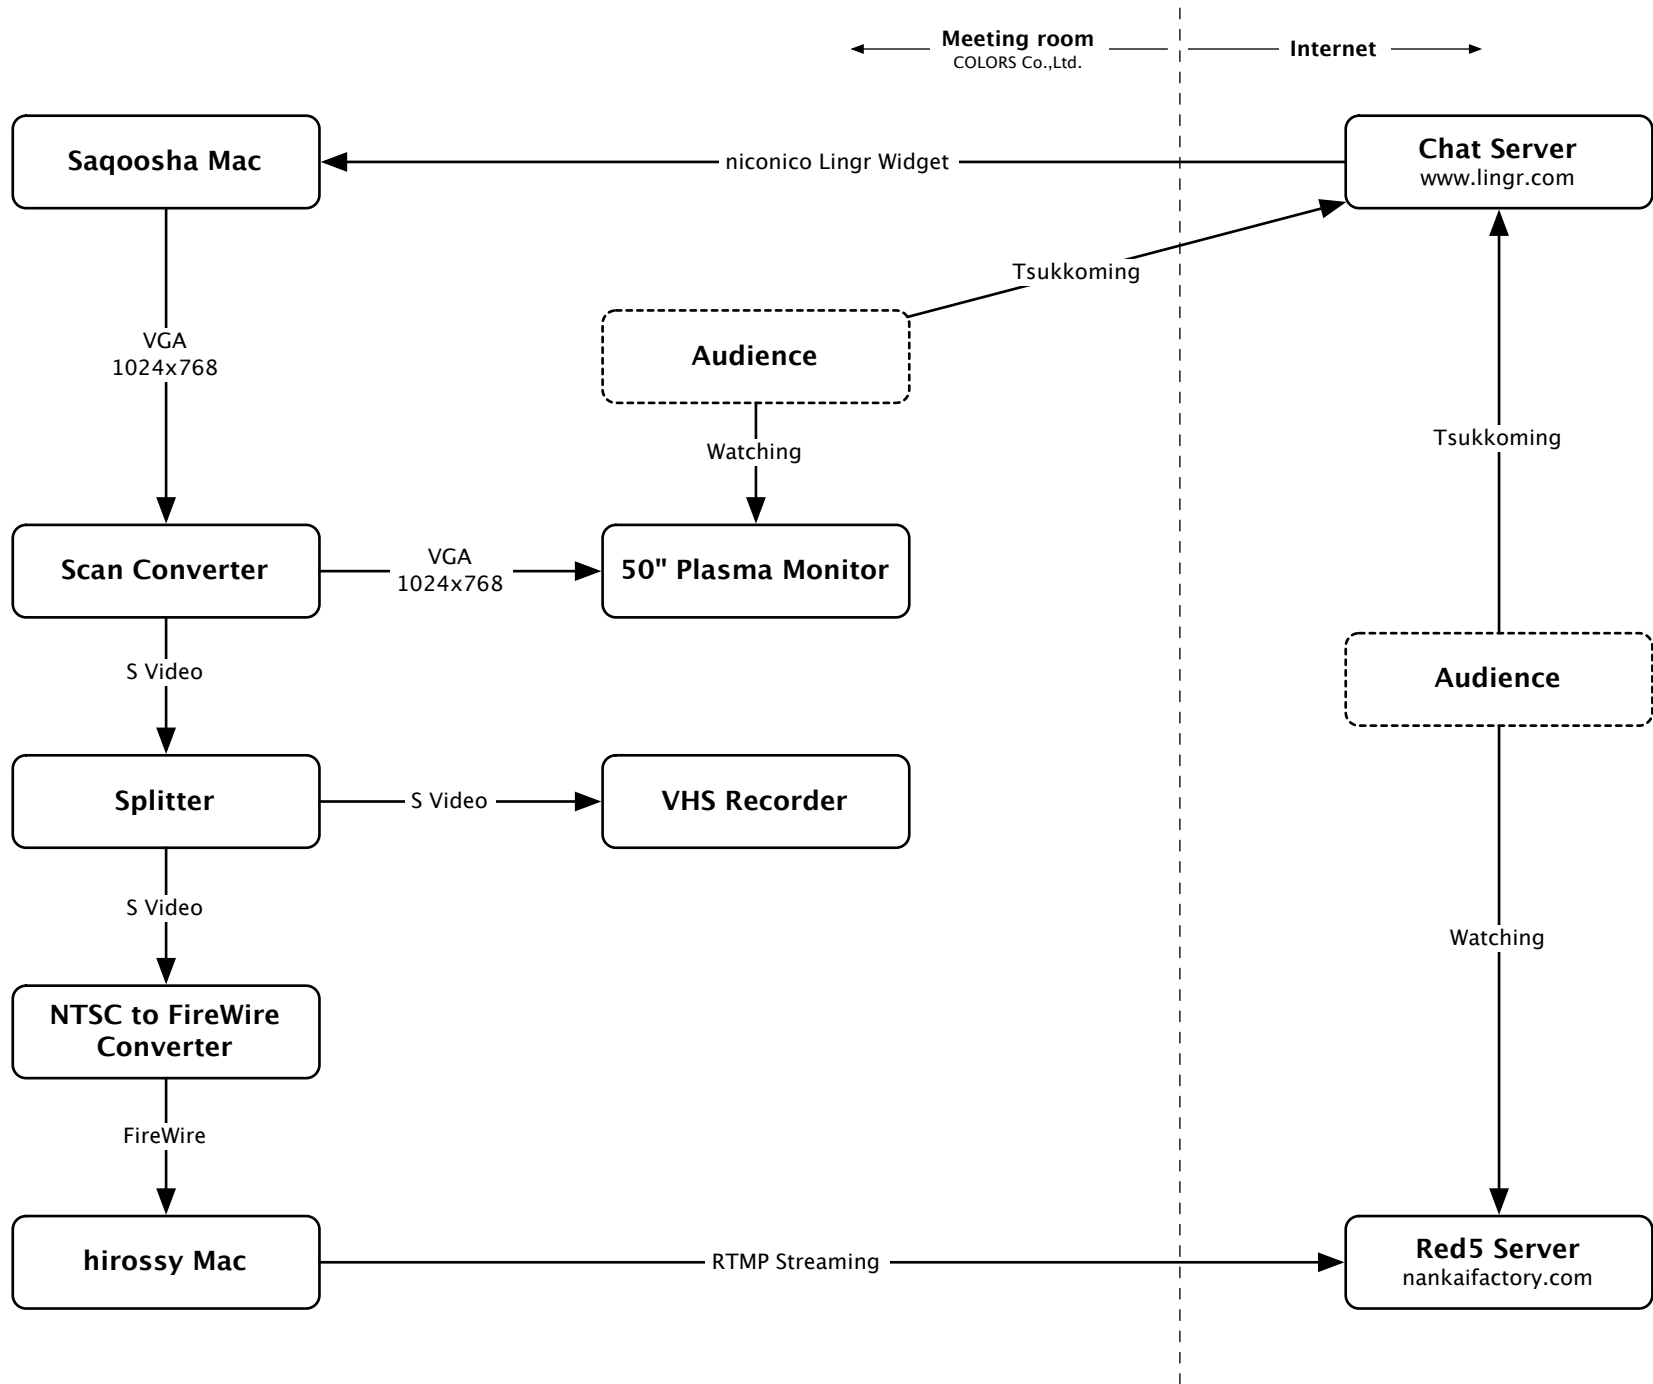 Meeting room
COLORS Co.,Ltd.
Internet
Saqoosha Mac
niconico Lingr Widget
Chat Server
www.lingr.com
Tsukkoming
VGA
1024x768
Audience
Watching
Tsukkoming
Scan Converter
VGA
1024x768
50" Plasma Monitor
S Video
Audience
Splitter
S Video
VHS Recorder
S Video
Watching
NTSC to FireWire
Converter
FireWire
hirossy Mac
RTMP Streaming
Red5 Server
nankaifactory.com